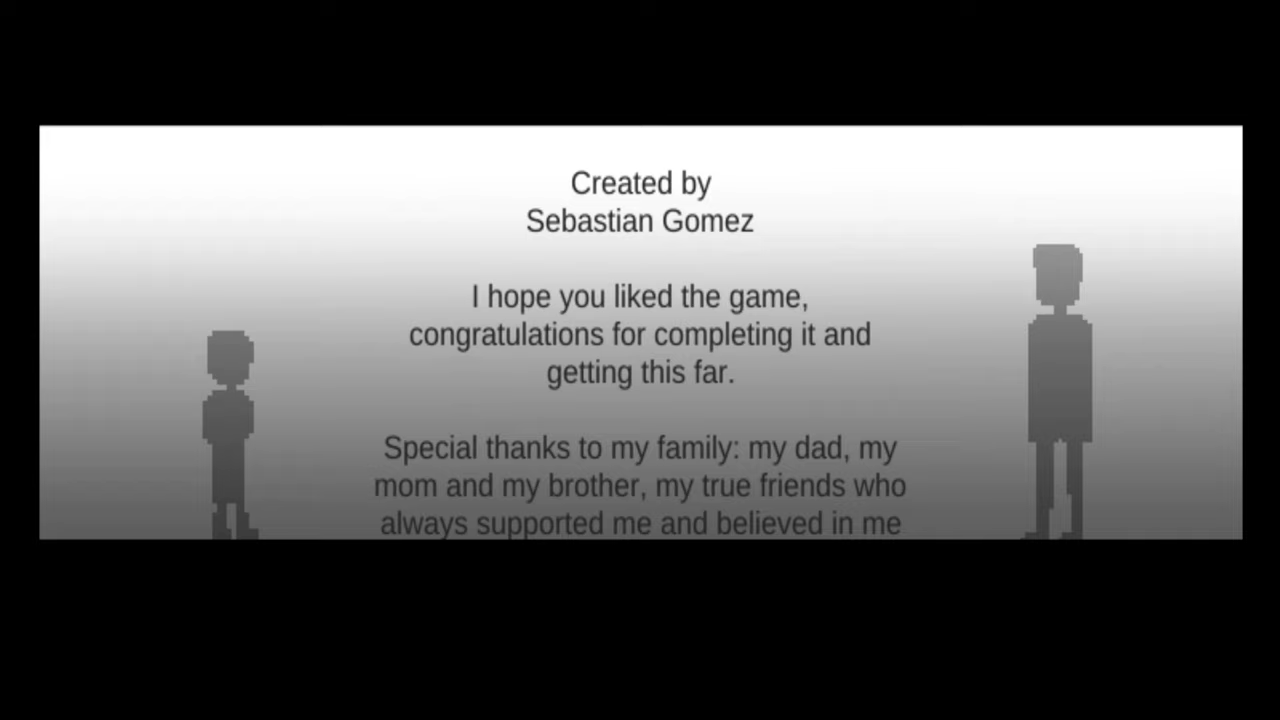 Created by
Sebastian Gomez
I hope you liked the game,
congratulations for completing it and
getting this far.
Special thanks to my family: my dad, my
mom and my brother, my true friends who
always supported me and believed in me